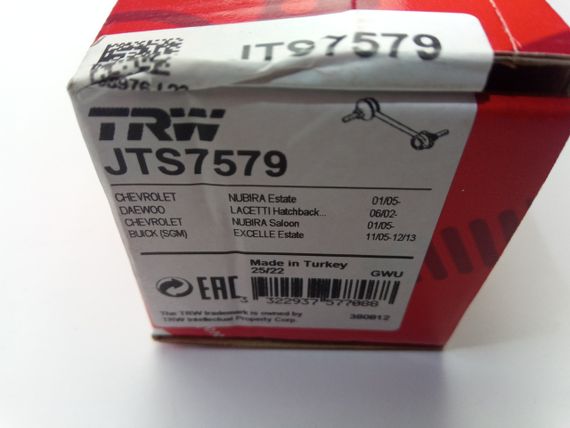 JTS7579
TRW
JTS7579
CHEVROLET NUBIRA Estate 01/05-
DAEWOO LACETTI Hatchback... 06/02-
CHEVROLET NUBIRA Saloon 01/05-
BUICK (SGM) EXCELLE Estate 11/05-12/13
Made in Turkey
25/22 GWU
EAC
3 322937 577088
The TRW trademark is owned by
TRW Intellectual Property Corp.
380812